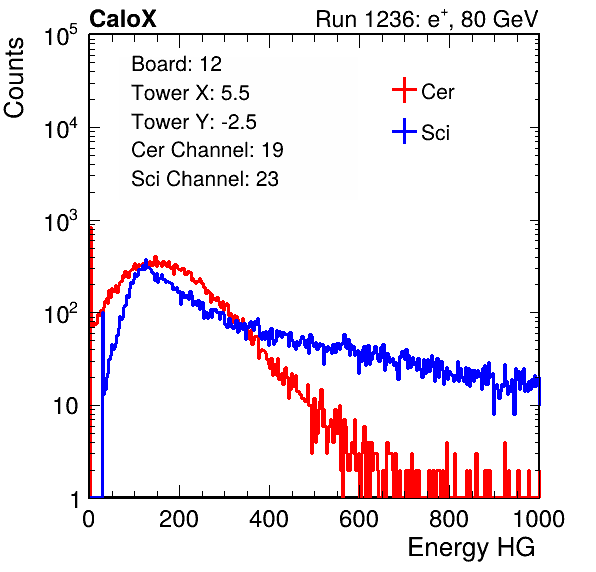 CaloX Run 1236: e⁺, 80 GeV
Counts
10⁵
10⁴
10³
10²
10
1
Board: 12
Tower X: 5.5
Tower Y: -2.5
Cer Channel: 19
Sci Channel: 23
Cer
Sci
0 200 400 600 800 1000
Energy HG